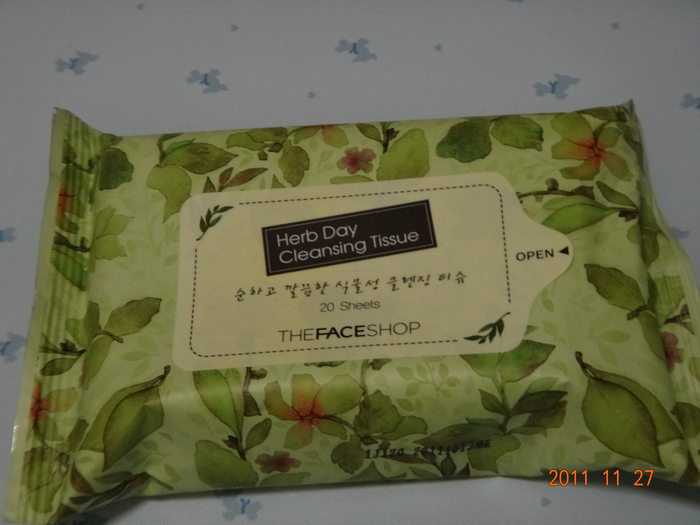 Herb Day
Cleansing Tissue
OPEN
순하고 깔끔한 식물성 클렌징 티슈
20 Sheets
THEFACESHOP
2011 11 27